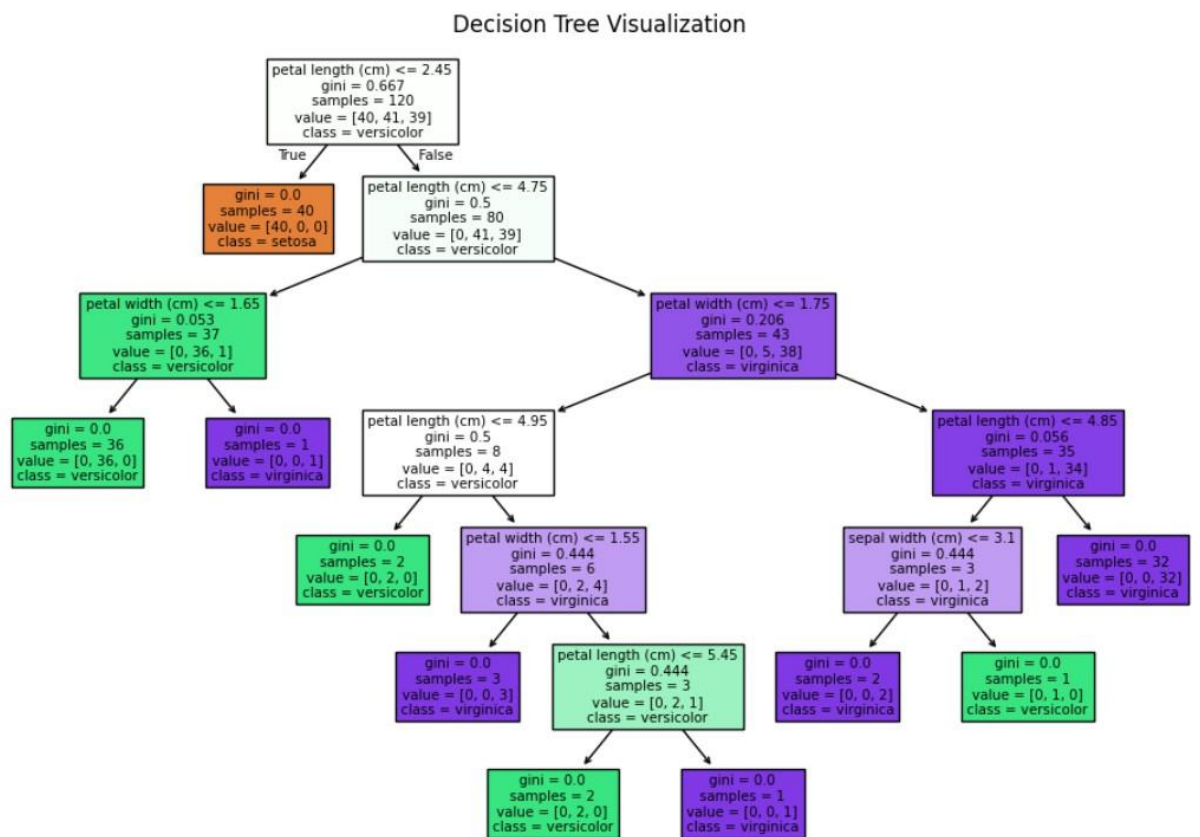 Decision Tree Visualization
petal length (cm) <= 2.45
gini = 0.667
samples = 120
value = [40, 41, 39]
class = versicolor
True
False
gini = 0.0
samples = 40
value = [40, 0, 0]
class = setosa
petal length (cm) <= 4.75
gini = 0.5
samples = 80
value = [0, 41, 39]
class = versicolor
petal width (cm) <= 1.65
gini = 0.053
samples = 37
value = [0, 36, 1]
class = versicolor
petal width (cm) <= 1.75
gini = 0.206
samples = 43
value = [0, 5, 38]
class = virginica
gini = 0.0
samples = 36
value = [0, 36, 0]
class = versicolor
gini = 0.0
samples = 1
value = [0, 0, 1]
class = virginica
petal length (cm) <= 4.95
gini = 0.5
samples = 8
value = [0, 4, 4]
class = versicolor
petal length (cm) <= 4.85
gini = 0.056
samples = 35
value = [0, 1, 34]
class = virginica
gini = 0.0
samples = 2
value = [0, 2, 0]
class = versicolor
petal width (cm) <= 1.55
gini = 0.444
samples = 6
value = [0, 2, 4]
class = virginica
sepal width (cm) <= 3.1
gini = 0.444
samples = 3
value = [0, 1, 2]
class = virginica
gini = 0.0
samples = 32
value = [0, 0, 32]
class = virginica
gini = 0.0
samples = 3
value = [0, 0, 3]
class = virginica
petal length (cm) <= 5.45
gini = 0.444
samples = 3
value = [0, 2, 1]
class = versicolor
gini = 0.0
samples = 2
value = [0, 0, 2]
class = virginica
gini = 0.0
samples = 1
value = [0, 1, 0]
class = versicolor
gini = 0.0
samples = 2
value = [0, 2, 0]
class = versicolor
gini = 0.0
samples = 1
value = [0, 0, 1]
class = virginica